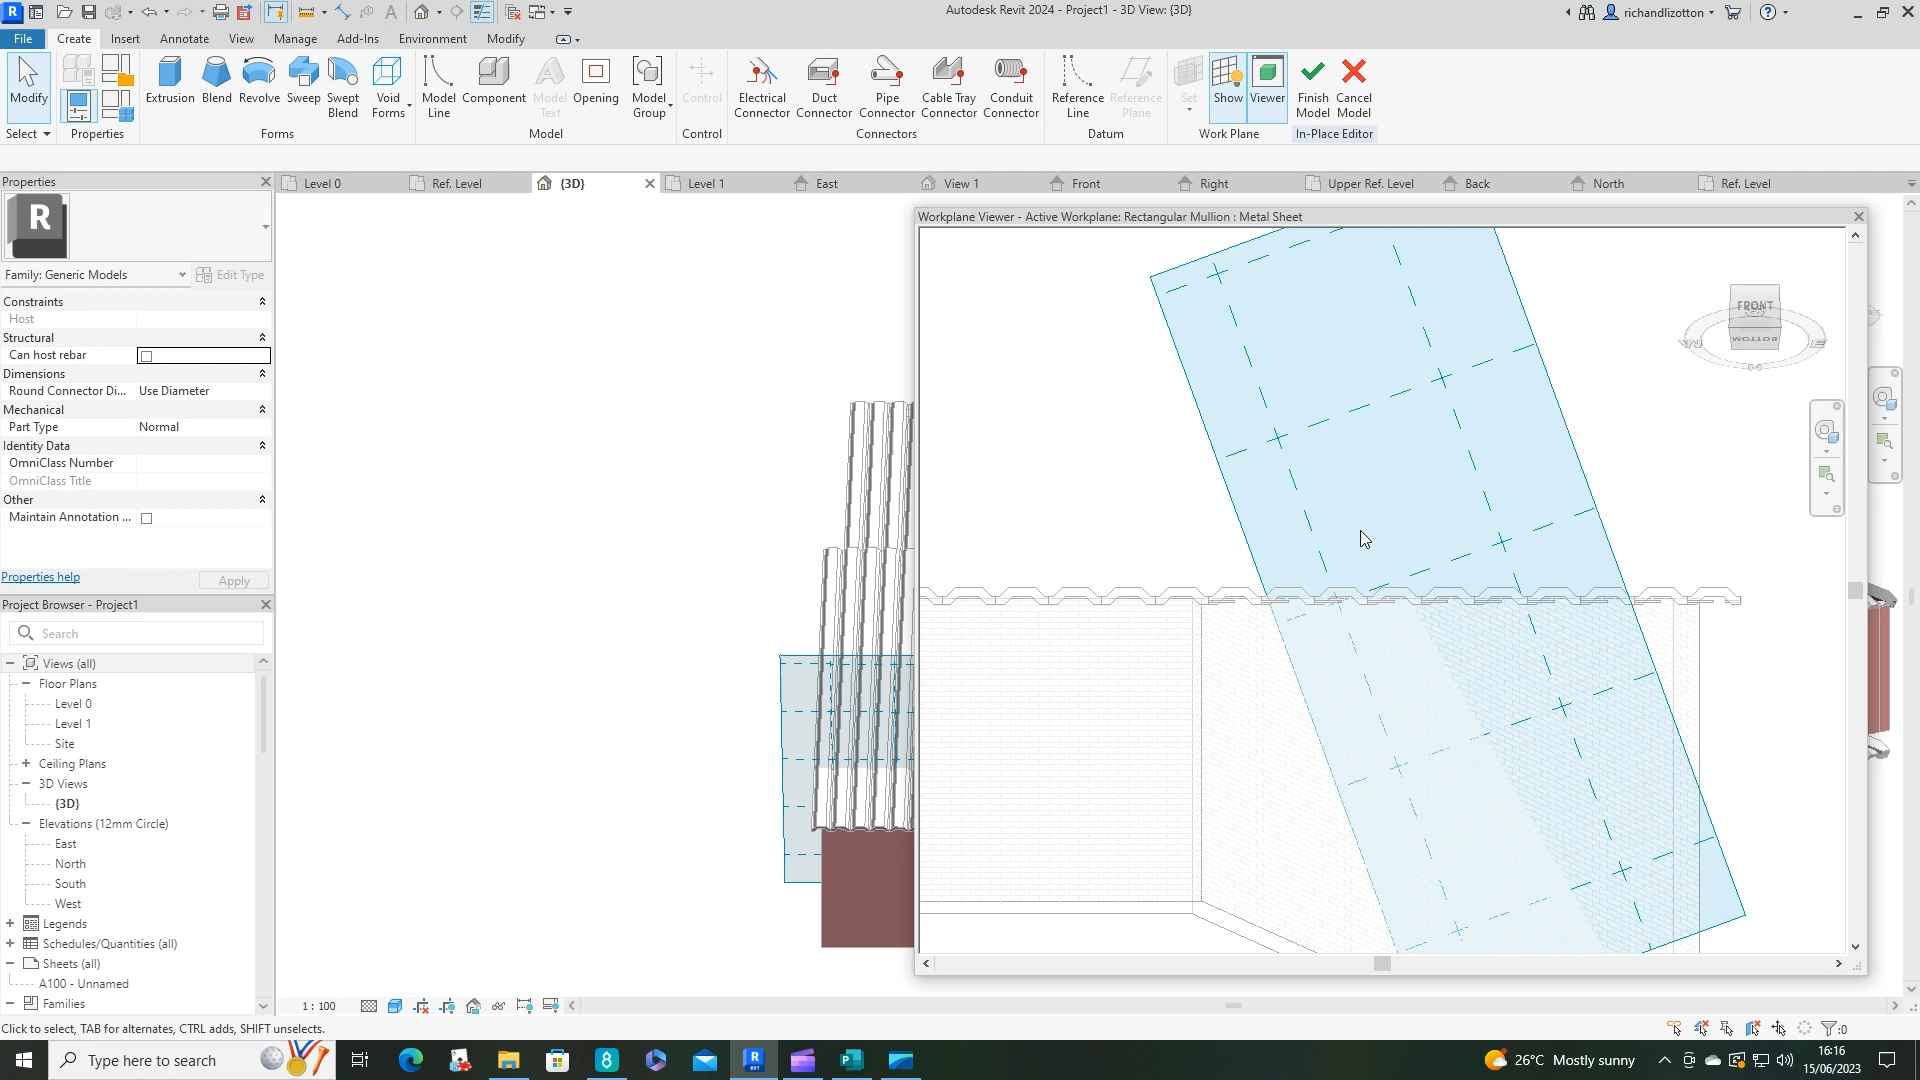 Autodesk Revit 2024 - Project1 - 3D View: {3D}
richandlizotton
File Create Insert Annotate View Manage Add-Ins Environment Modify
Modify
Extrusion Blend Revolve Sweep Swept Blend Void Forms
Model Line Component Model Text Opening Model Group
Control
Electrical Connector Duct Connector Pipe Connector Cable Tray Connector Conduit Connector
Reference Line Reference Plane
Set Show Viewer
Finish Model Cancel Model
Select Properties Forms Model Control Connectors Datum Work Plane In-Place Editor
Properties
Level 0 Ref. Level {3D} Level 1 East View 1 Front Right Upper Ref. Level Back North Ref. Level
R
Family: Generic Models Edit Type
Constraints
Host
Structural
Can host rebar
Dimensions
Round Connector Di... Use Diameter
Mechanical
Part Type Normal
Identity Data
OmniClass Number
OmniClass Title
Other
Maintain Annotation ...
Properties help Apply
Project Browser - Project1
Search
Views (all)
Floor Plans
Level 0
Level 1
Site
Ceiling Plans
3D Views
{3D}
Elevations (12mm Circle)
East
North
South
West
Legends
Schedules/Quantities (all)
Sheets (all)
A100 - Unnamed
Families
Workplane Viewer - Active Workplane: Rectangular Mullion : Metal Sheet
FRONT
BOTTOM
W E
1 : 100
Click to select, TAB for alternates, CTRL adds, SHIFT unselects.
:0
Type here to search
26°C Mostly sunny
16:16
15/06/2023